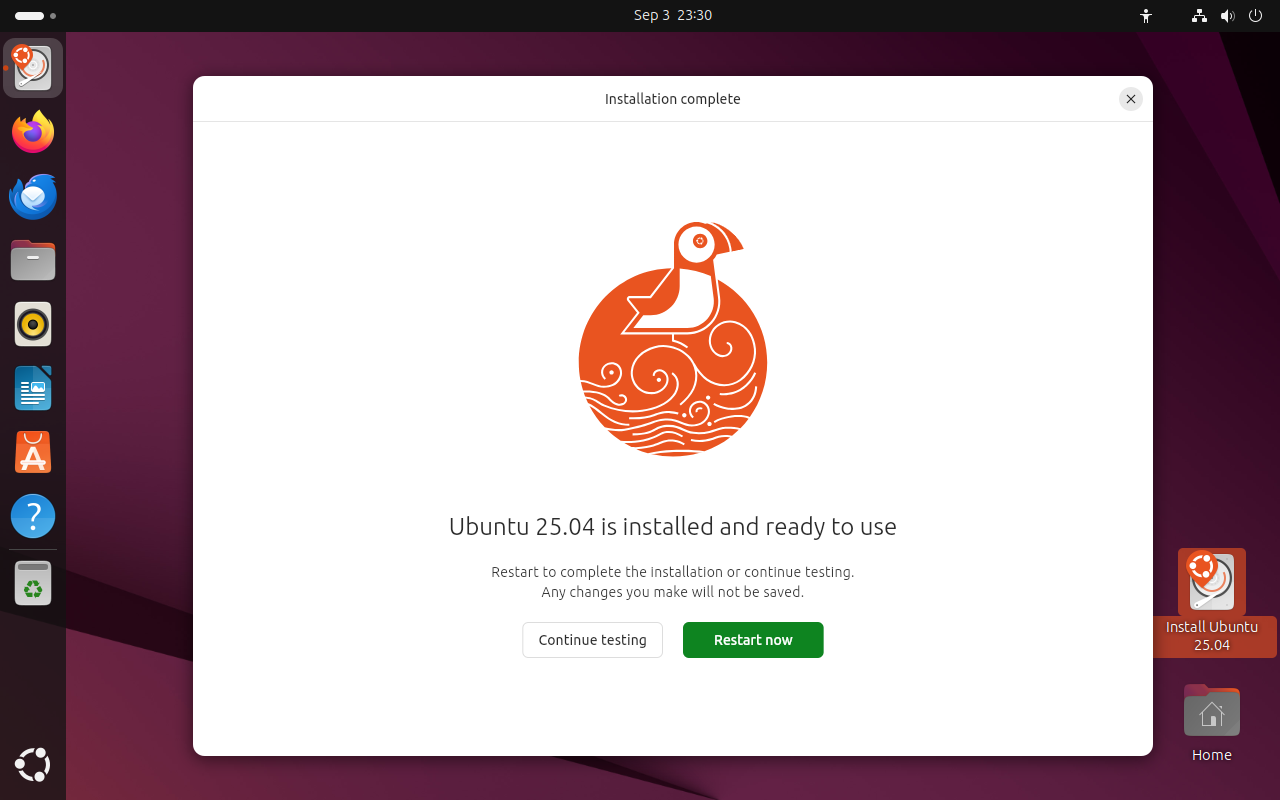 Sep 3 23:30
Installation complete
Ubuntu 25.04 is installed and ready to use
Restart to complete the installation or continue testing.
Any changes you make will not be saved.
Continue testing
Restart now
Install Ubuntu
25.04
Home